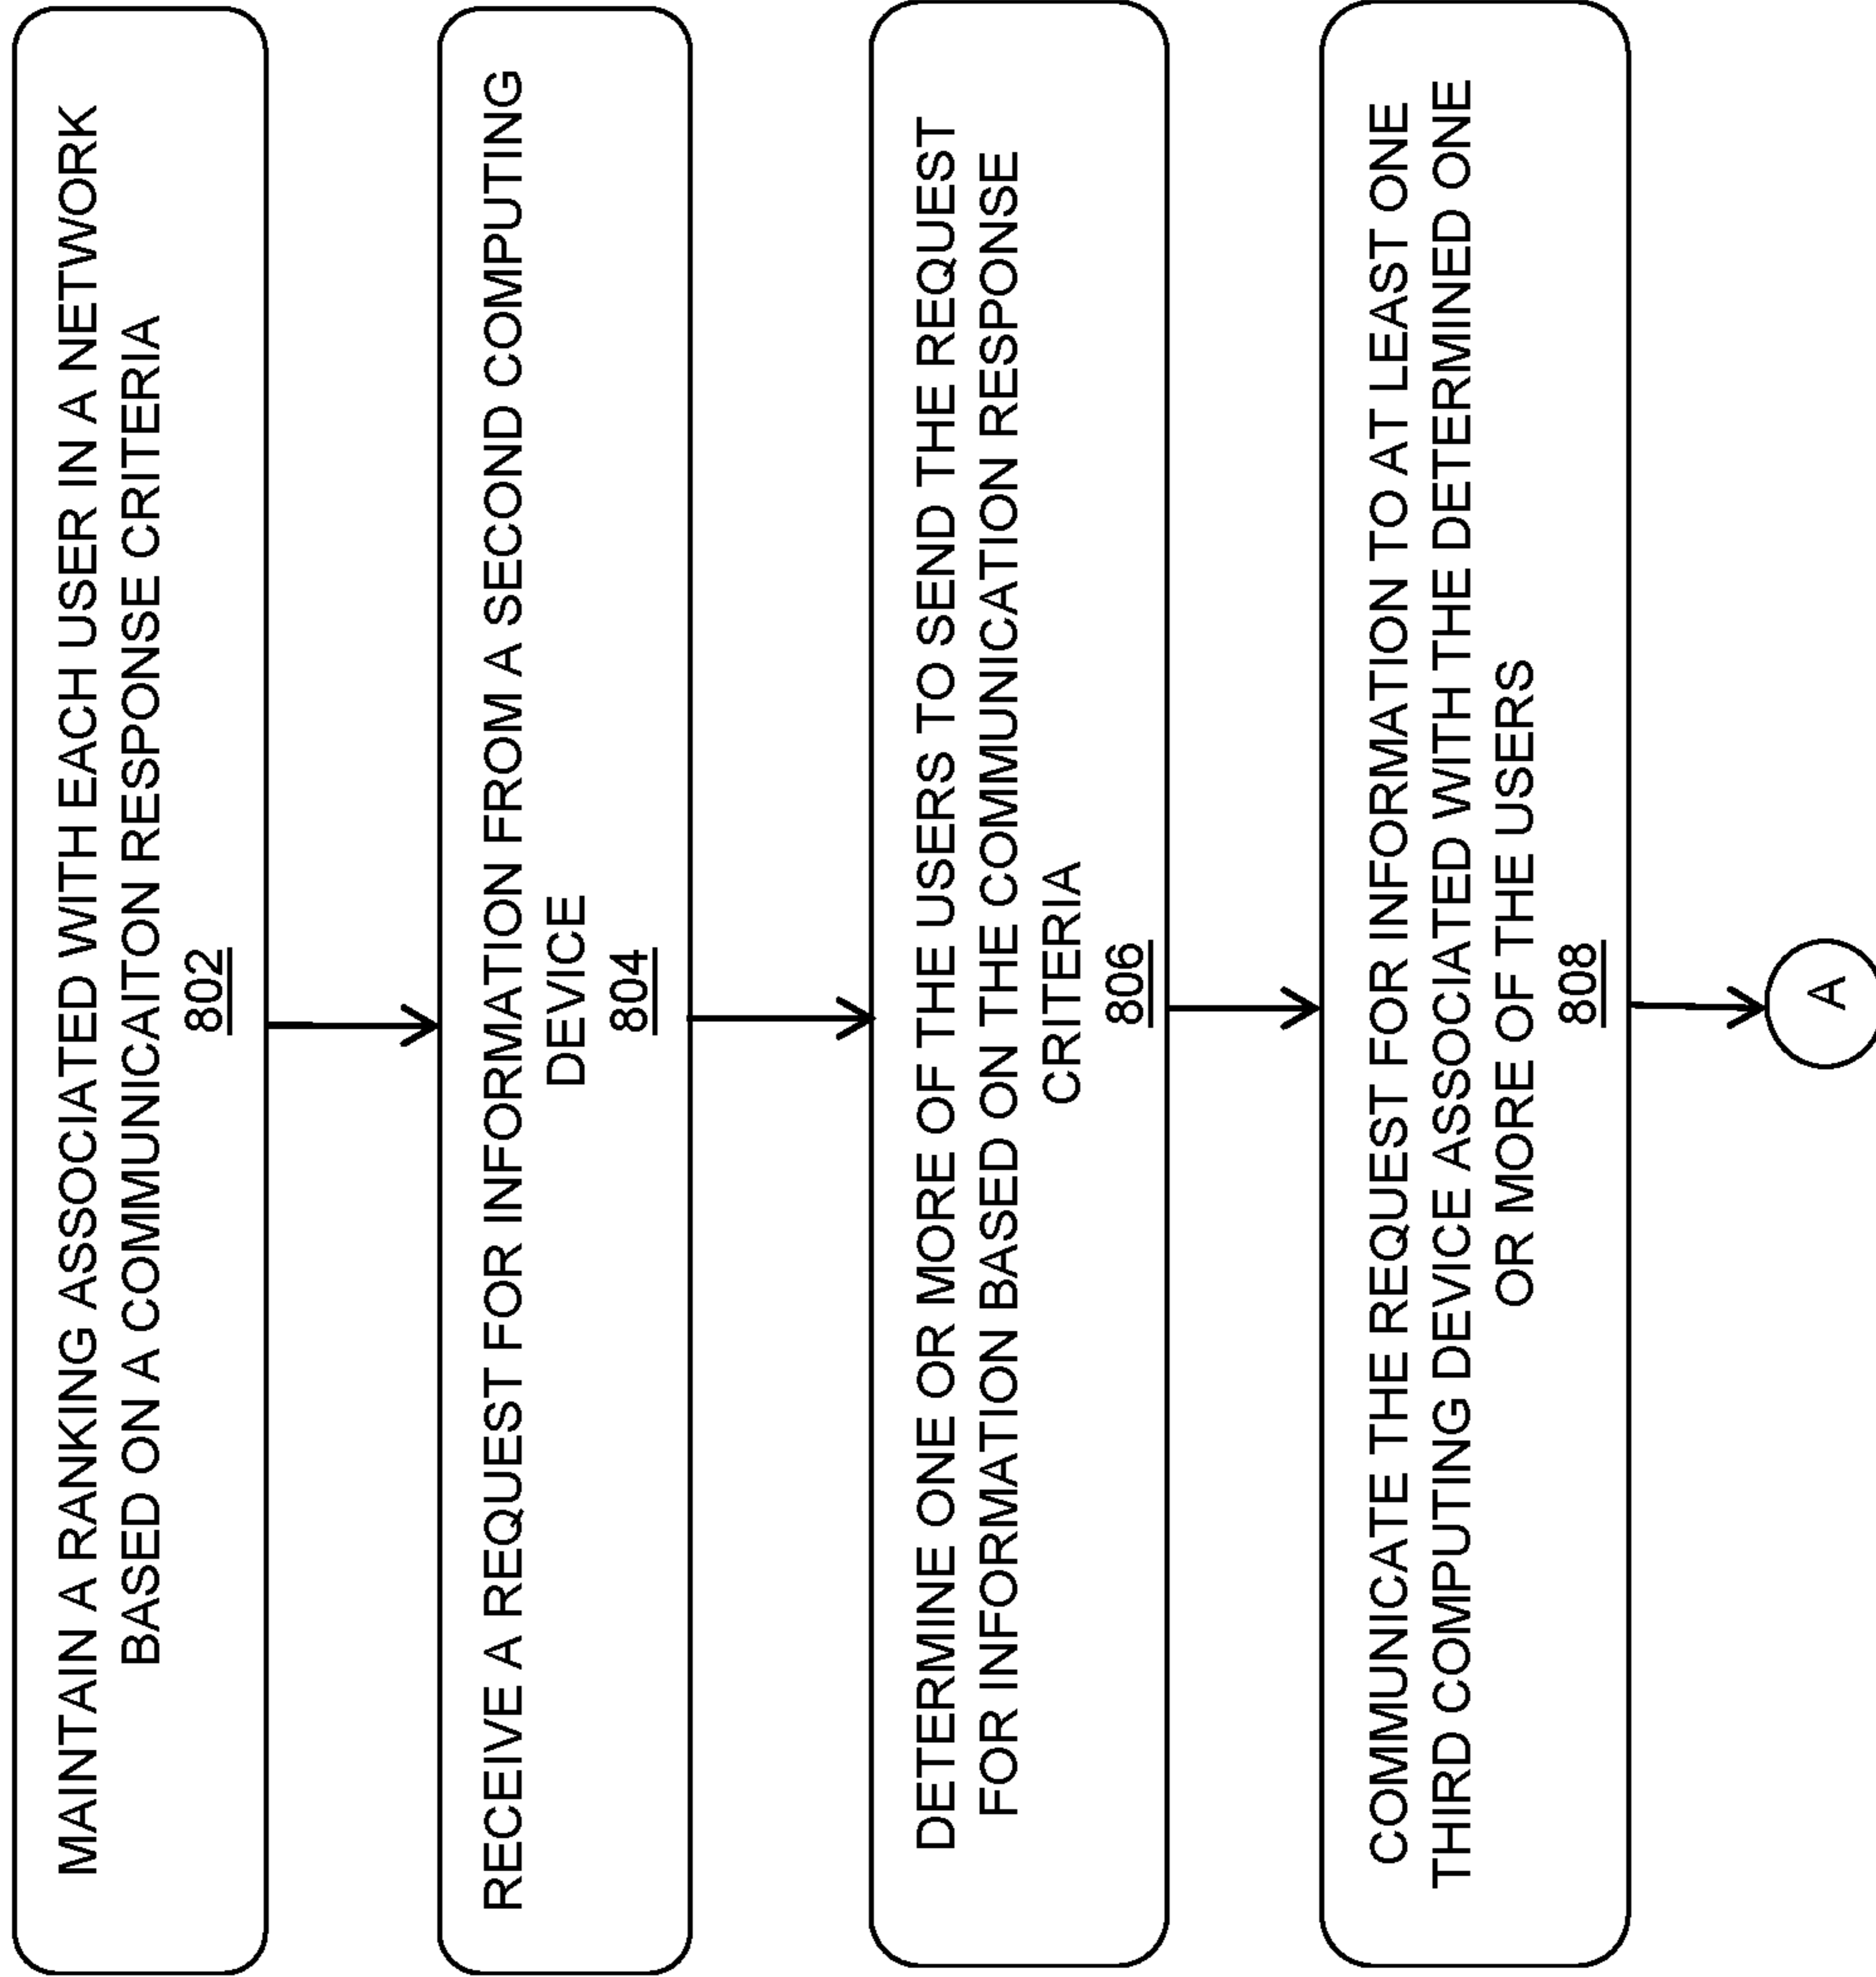 MAINTAIN A RANKING ASSOCIATED WITH EACH USER IN A NETWORK
BASED ON A COMMUNICAITON RESPONSE CRITERIA
802
RECEIVE A REQUEST FOR INFORMATION FROM A SECOND COMPUTING
DEVICE
804
DETERMINE ONE OR MORE OF THE USERS TO SEND THE REQUEST
FOR INFORMATION BASED ON THE COMMUNICATION RESPONSE
CRITERIA
806
COMMUNICATE THE REQUEST FOR INFORMATION TO AT LEAST ONE
THIRD COMPUTING DEVICE ASSOCIATED WITH THE DETERMINED ONE
OR MORE OF THE USERS
808
A